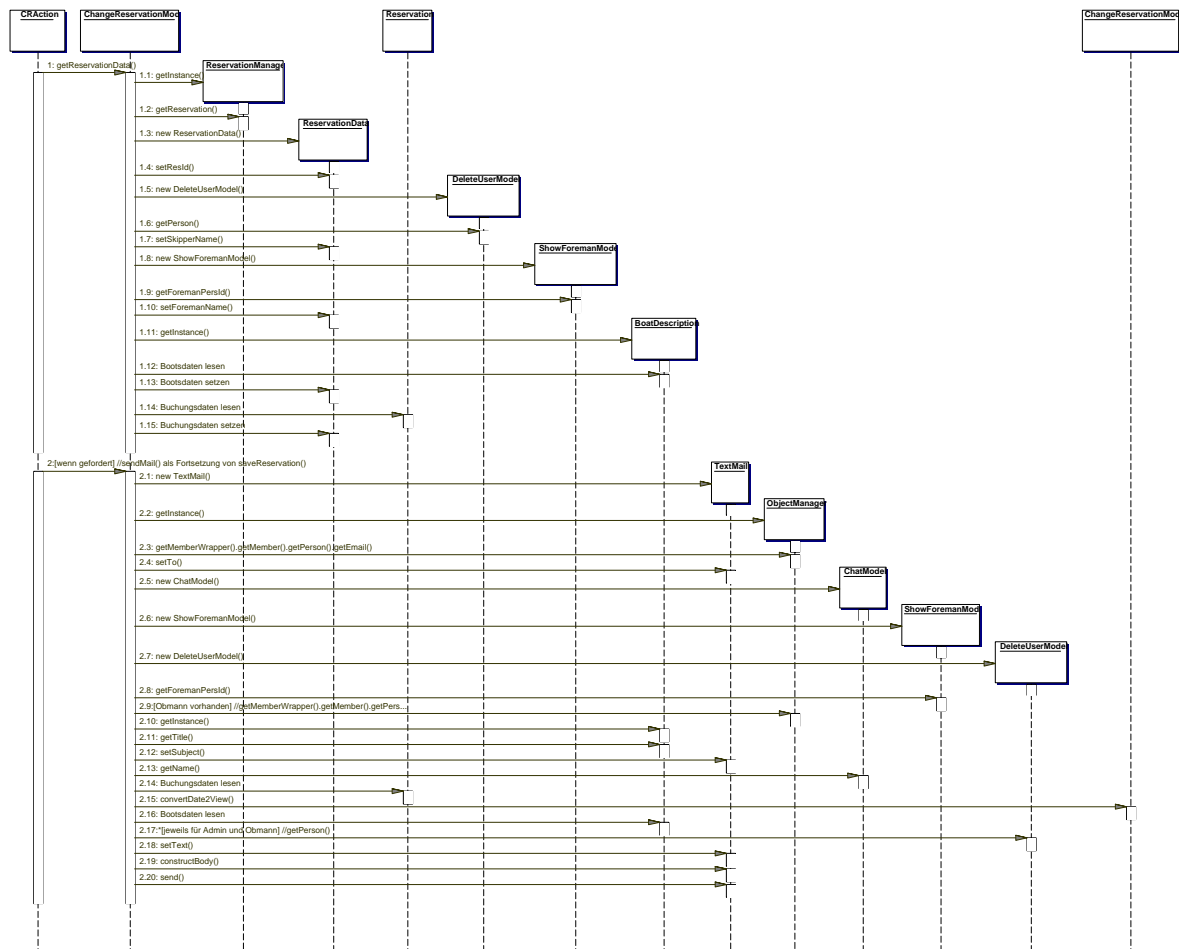 CRAction
ChangeReservationMod
Reservation
ChangeReservationMod
1: getReservationData()
ReservationManage
1.1: getInstance()
1.2: getReservation()
ReservationData
1.3: new ReservationData()
1.4: setResId()
DeleteUserModel
1.5: new DeleteUserModel()
1.6: getPerson()
1.7: setSkipperName()
ShowForemanMode
1.8: new ShowForemanModel()
1.9: getForemanPersId()
1.10: setForemanName()
BoatDescription
1.11: getInstance()
1.12: Bootsdaten lesen
1.13: Bootsdaten setzen
1.14: Buchungsdaten lesen
1.15: Buchungsdaten setzen
2:[wenn gefordert] //sendMail() als Fortsetzung von saveReservation()
TextMail
2.1: new TextMail()
ObjectManager
2.2: getInstance()
2.3: getMemberWrapper().getMember().getPerson().getEmail()
2.4: setTo()
ChatModel
2.5: new ChatModel()
ShowForemanMod
2.6: new ShowForemanModel()
DeleteUserMode
2.7: new DeleteUserModel()
2.8: getForemanPersId()
2.9:[Obmann vorhanden] //getMemberWrapper().getMember().getPers...
2.10: getInstance()
2.11: getTitle()
2.12: setSubject()
2.13: getName()
2.14: Buchungsdaten lesen
2.15: convertDate2View()
2.16: Bootsdaten lesen
2.17:*[jeweils für Admin und Obmann] //getPerson()
2.18: setText()
2.19: constructBody()
2.20: send()